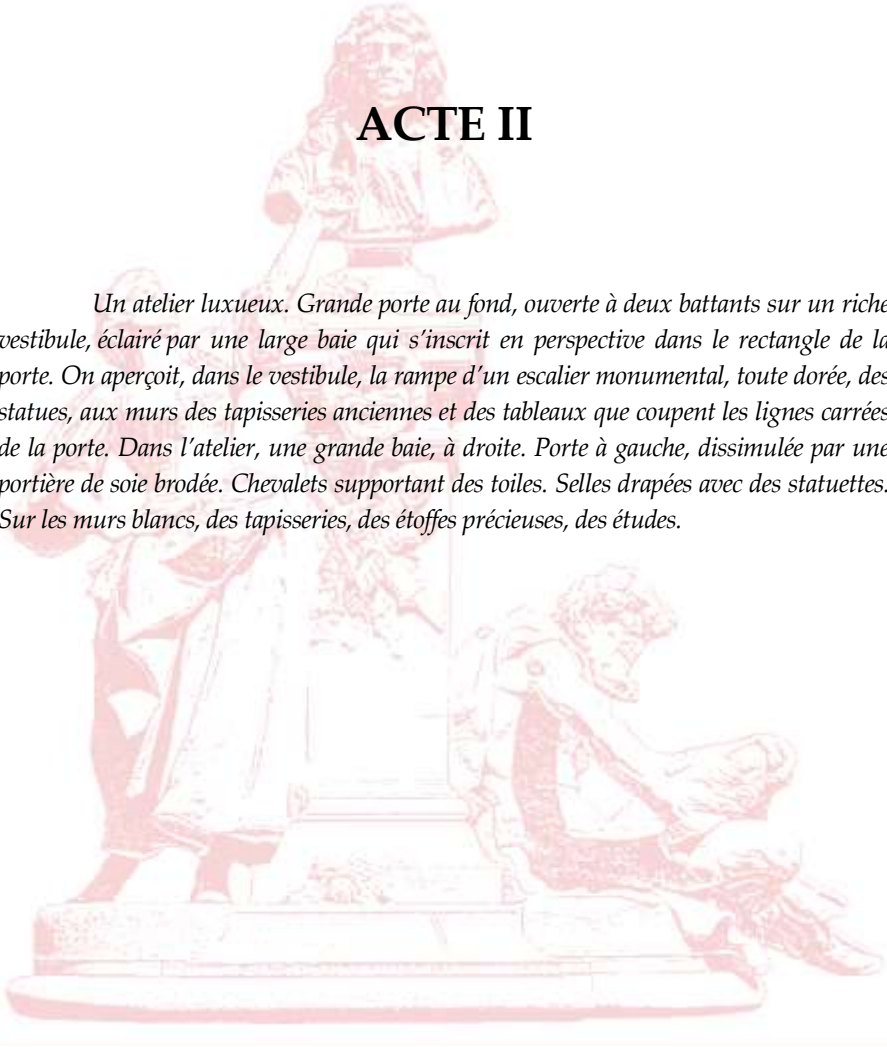 ACTE II
Un atelier luxueux. Grande porte au fond, ouverte à deux battants sur un riche
vestibule, éclairé par une large baie qui s’inscrit en perspective dans le rectangle de la
porte. On aperçoit, dans le vestibule, la rampe d’un escalier monumental, toute dorée, des
statues, aux murs des tapisseries anciennes et des tableaux que coupent les lignes carrées
de la porte. Dans l’atelier, une grande baie, à droite. Porte à gauche, dissimulée par une
portière de soie brodée. Chevalets supportant des toiles. Selles drapées avec des statuettes.
Sur les murs blancs, des tapisseries, des étoffes précieuses, des études.